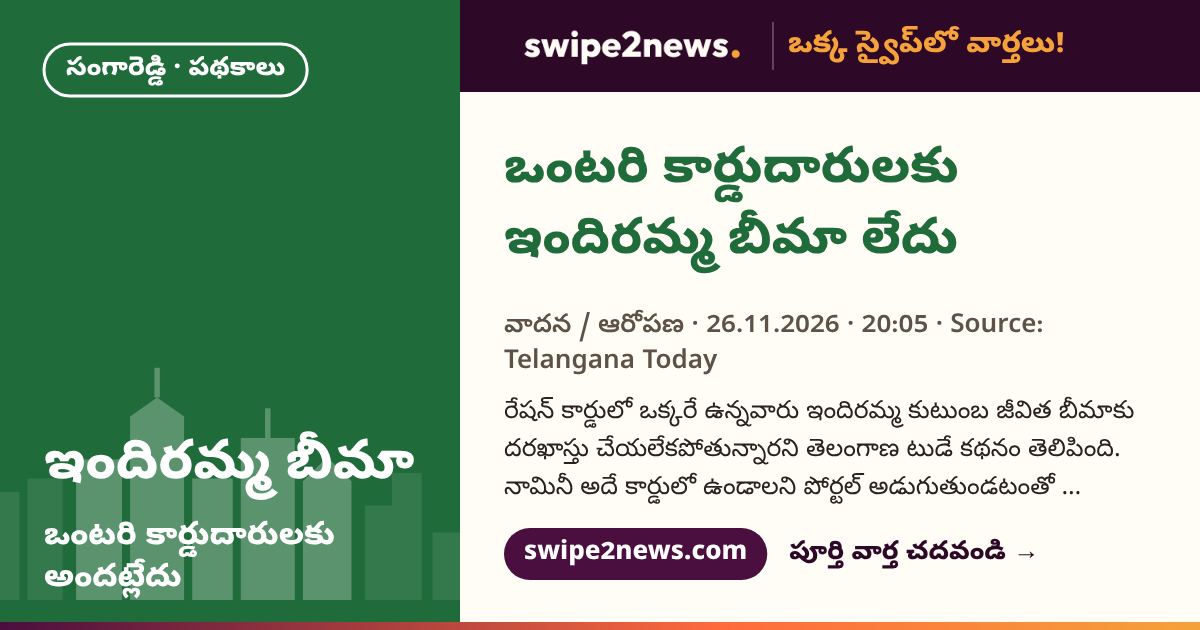 సంగారెడ్డి · పథకాలు
ఇందిరమ్మ బీమా
ఒంటరి కార్డుదారులకు
అందట్లేదు
swipe2news.
ఒక్క స్వైప్‌లో వార్తలు!
ఒంటరి కార్డుదారులకు
ఇందిరమ్మ బీమా లేదు
వాదన / ఆరోపణ · 26.11.2026 · 20:05 · Source:
Telangana Today
రేషన్ కార్డులో ఒక్కరే ఉన్నవారు ఇందిరమ్మ కుటుంబ జీవిత బీమాకు
దరఖాస్తు చేయలేకపోతున్నారని తెలంగాణ టుడే కథనం తెలిపింది.
నామినీ అదే కార్డులో ఉండాలని పోర్టల్ అడుగుతుండటంతో ...
swipe2news.com
పూర్తి వార్త చదవండి →